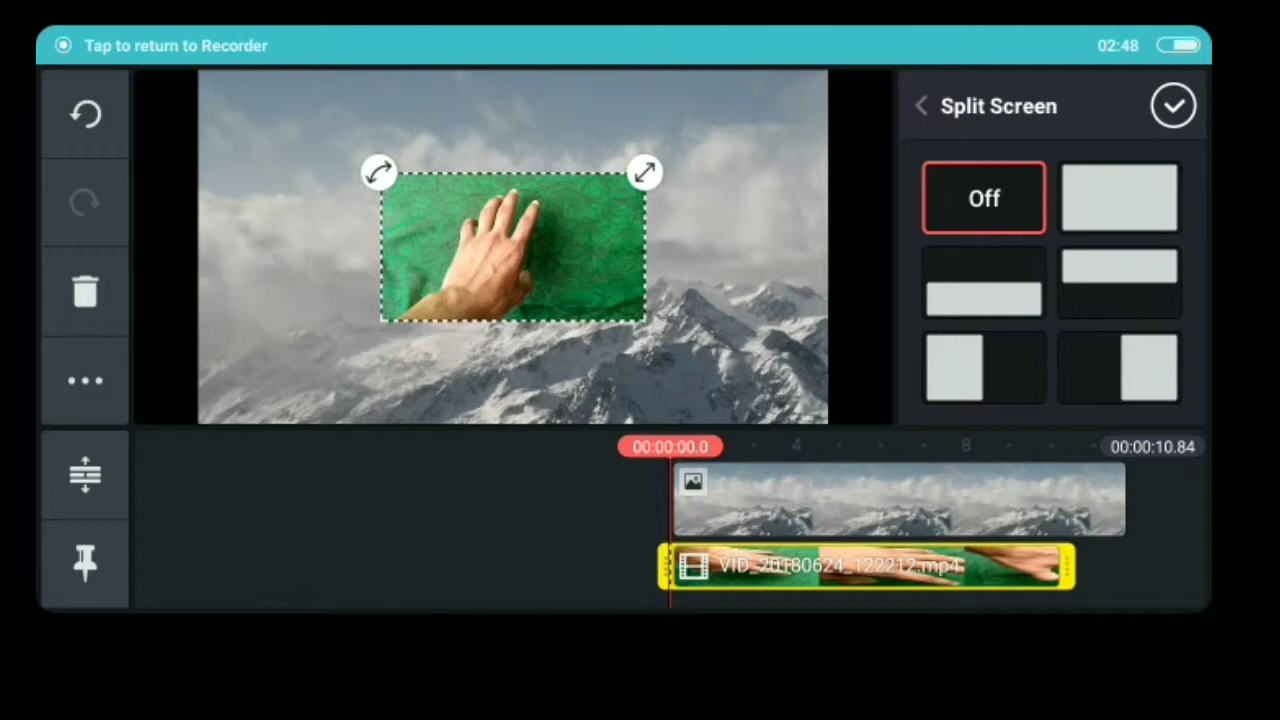 Tap to return to Recorder
02:48
Split Screen
Off
00:00:00.0
4
8
00:00:10.84
VID_20180624_122212.mp4